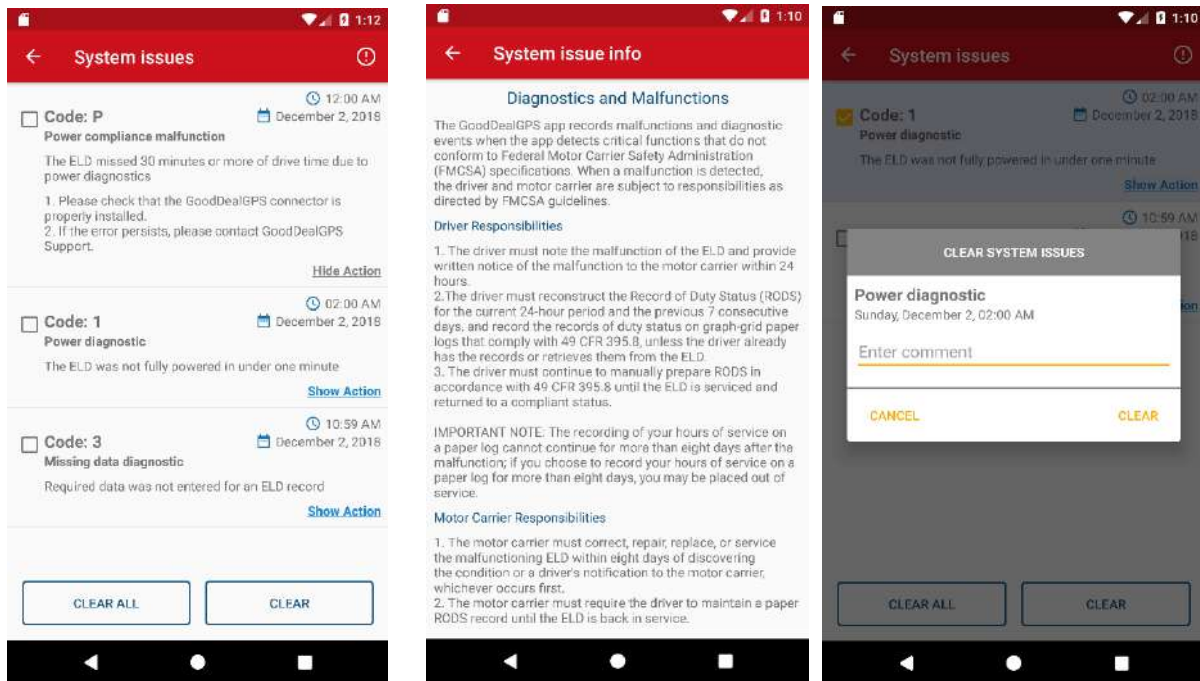 1:12
System issues
12:00 AM
Code: P
December 2, 2018
Power compliance malfunction
The ELD missed 30 minutes or more of drive time due to
power diagnostics
1. Please check that the GoodDealGPS connector is
properly installed.
2. If the error persists, please contact GoodDealGPS
Support.
Hide Action
02:00 AM
Code: 1
December 2, 2018
Power diagnostic
The ELD was not fully powered in under one minute
Show Action
10:59 AM
Code: 3
December 2, 2018
Missing data diagnostic
Required data was not entered for an ELD record
Show Action
CLEAR ALL
CLEAR
1:10
System issue info
Diagnostics and Malfunctions
The GoodDealGPS app records malfunctions and diagnostic
events when the app detects critical functions that do not
conform to Federal Motor Carrier Safety Administration
(FMCSA) specifications. When a malfunction is detected,
the driver and motor carrier are subject to responsibilities as
directed by FMCSA guidelines.
Driver Responsibilities
1. The driver must note the malfunction of the ELD and provide
written notice of the malfunction to the motor carrier within 24
hours.
2.The driver must reconstruct the Record of Duty Status (RODS)
for the current 24-hour period and the previous 7 consecutive
days, and record the records of duty status on graph-grid paper
logs that comply with 49 CFR 395.8, unless the driver already
has the records or retrieves them from the ELD.
3. The driver must continue to manually prepare RODS in
accordance with 49 CFR 395.8 until the ELD is serviced and
returned to a compliant status.
IMPORTANT NOTE: The recording of your hours of service on
a paper log cannot continue for more than eight days after the
malfunction; if you choose to record your hours of service on a
paper log for more than eight days, you may be placed out of
service.
Motor Carrier Responsibilities
1. The motor carrier must correct, repair, replace, or service
the malfunctioning ELD within eight days of discovering
the condition or a driver's notification to the motor carrier,
whichever occurs first.
2. The motor carrier must require the driver to maintain a paper
RODS record until the ELD is back in service.
1:10
System issues
02:00 AM
Code: 1
December 2, 2018
Power diagnostic
The ELD was not fully powered in under one minute
Show Action
10:59 AM
18
CLEAR SYSTEM ISSUES
Power diagnostic
Sunday, December 2, 02:00 AM
Enter comment
ion
CANCEL
CLEAR
CLEAR ALL
CLEAR